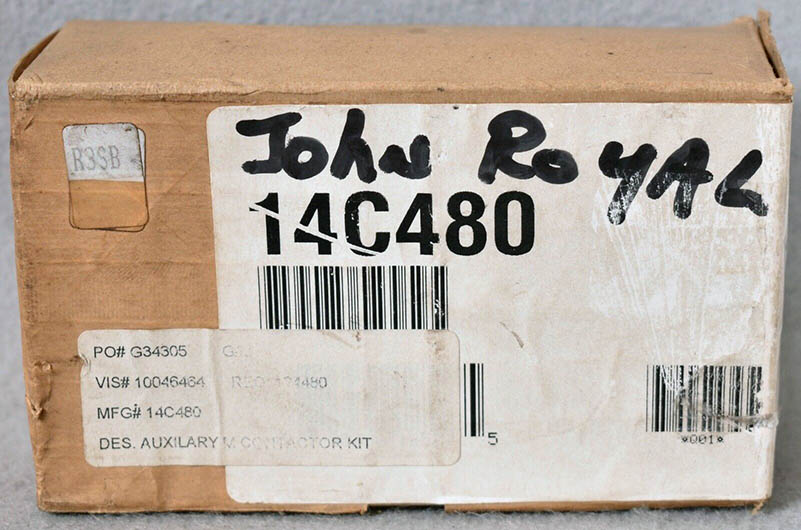 R3SB
John ROYAL
14C480
PO# G34305
VIS# 10046464
MFG# 14C480
DES. AUXILARY M CONTACTOR KIT
5
*001*